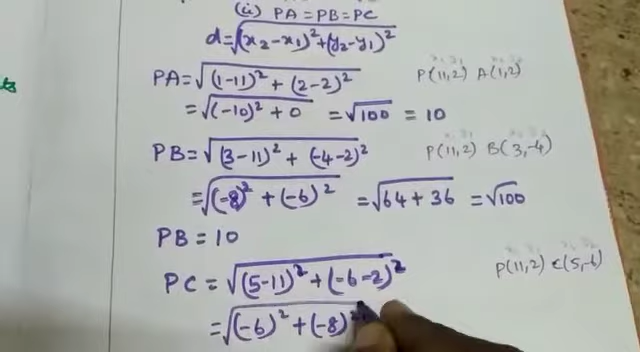 (ii) PA = PB = PC
d = √(x₂-x₁)² + (y₂-y₁)²
PA = √(1-11)² + (2-2)² P(11,2) A(1,2)
= √(-10)² + 0 = √100 = 10
PB = √(3-11)² + (-4-2)² P(11,2) B(3,-4)
= √(-8)² + (-6)² = √64 + 36 = √100
PB = 10
PC = √(5-11)² + (-6-2)² P(11,2) C(5,-6)
= √(-6)² + (-8)²